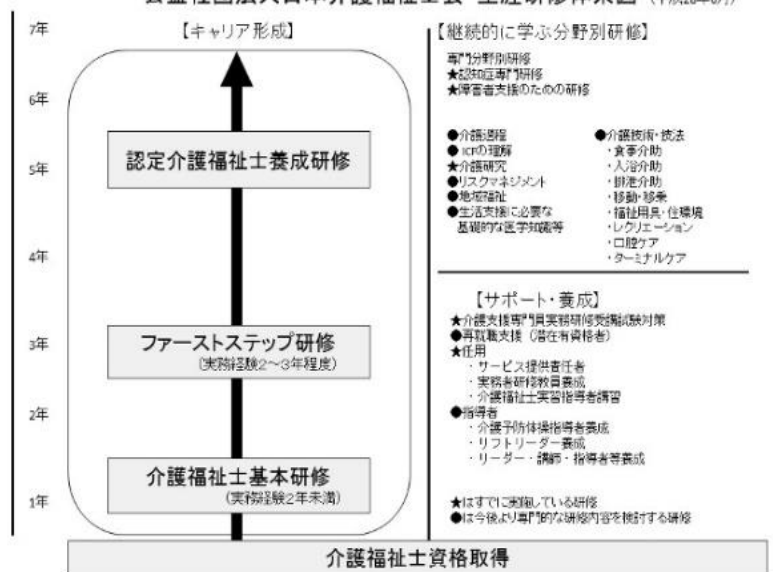 公益社団法人日本介護福祉士会 生涯研修体系図
7年
6年
5年
4年
3年
2年
1年
【キャリア形成】
認定介護福祉士養成研修
ファーストステップ研修
(実務経験2～3年程度)
介護福祉士基本研修
(実務経験2年未満)
【継続的に学ぶ分野別研修】
専門分野別研修
★認知症専門研修
★障害者支援のための研修
●介護過程
●ICFの理解
★介護研究
●リスクマネジメント
●地域福祉
●生活支援に必要な
基礎的な医学知識等
●介護技術・技法
・食事介助
・入浴介助
・排泄介助
・移動・移乗
・福祉用具・住環境
・レクリエーション
・口腔ケア
・ターミナルケア
【サポート・養成】
★介護支援専門員実務研修受講試験対策
●再就職支援（潜在有資格者）
★任用
・サービス提供責任者
・実務者研修教員養成
・介護福祉士実習指導者講習
●指導者
・介護予防体操指導者養成
・リフトリーダー養成
・リーダー・講師・指導者等養成
★はすでに実施している研修
●は今後より専門的な研修内容を検討する研修
介護福祉士資格取得